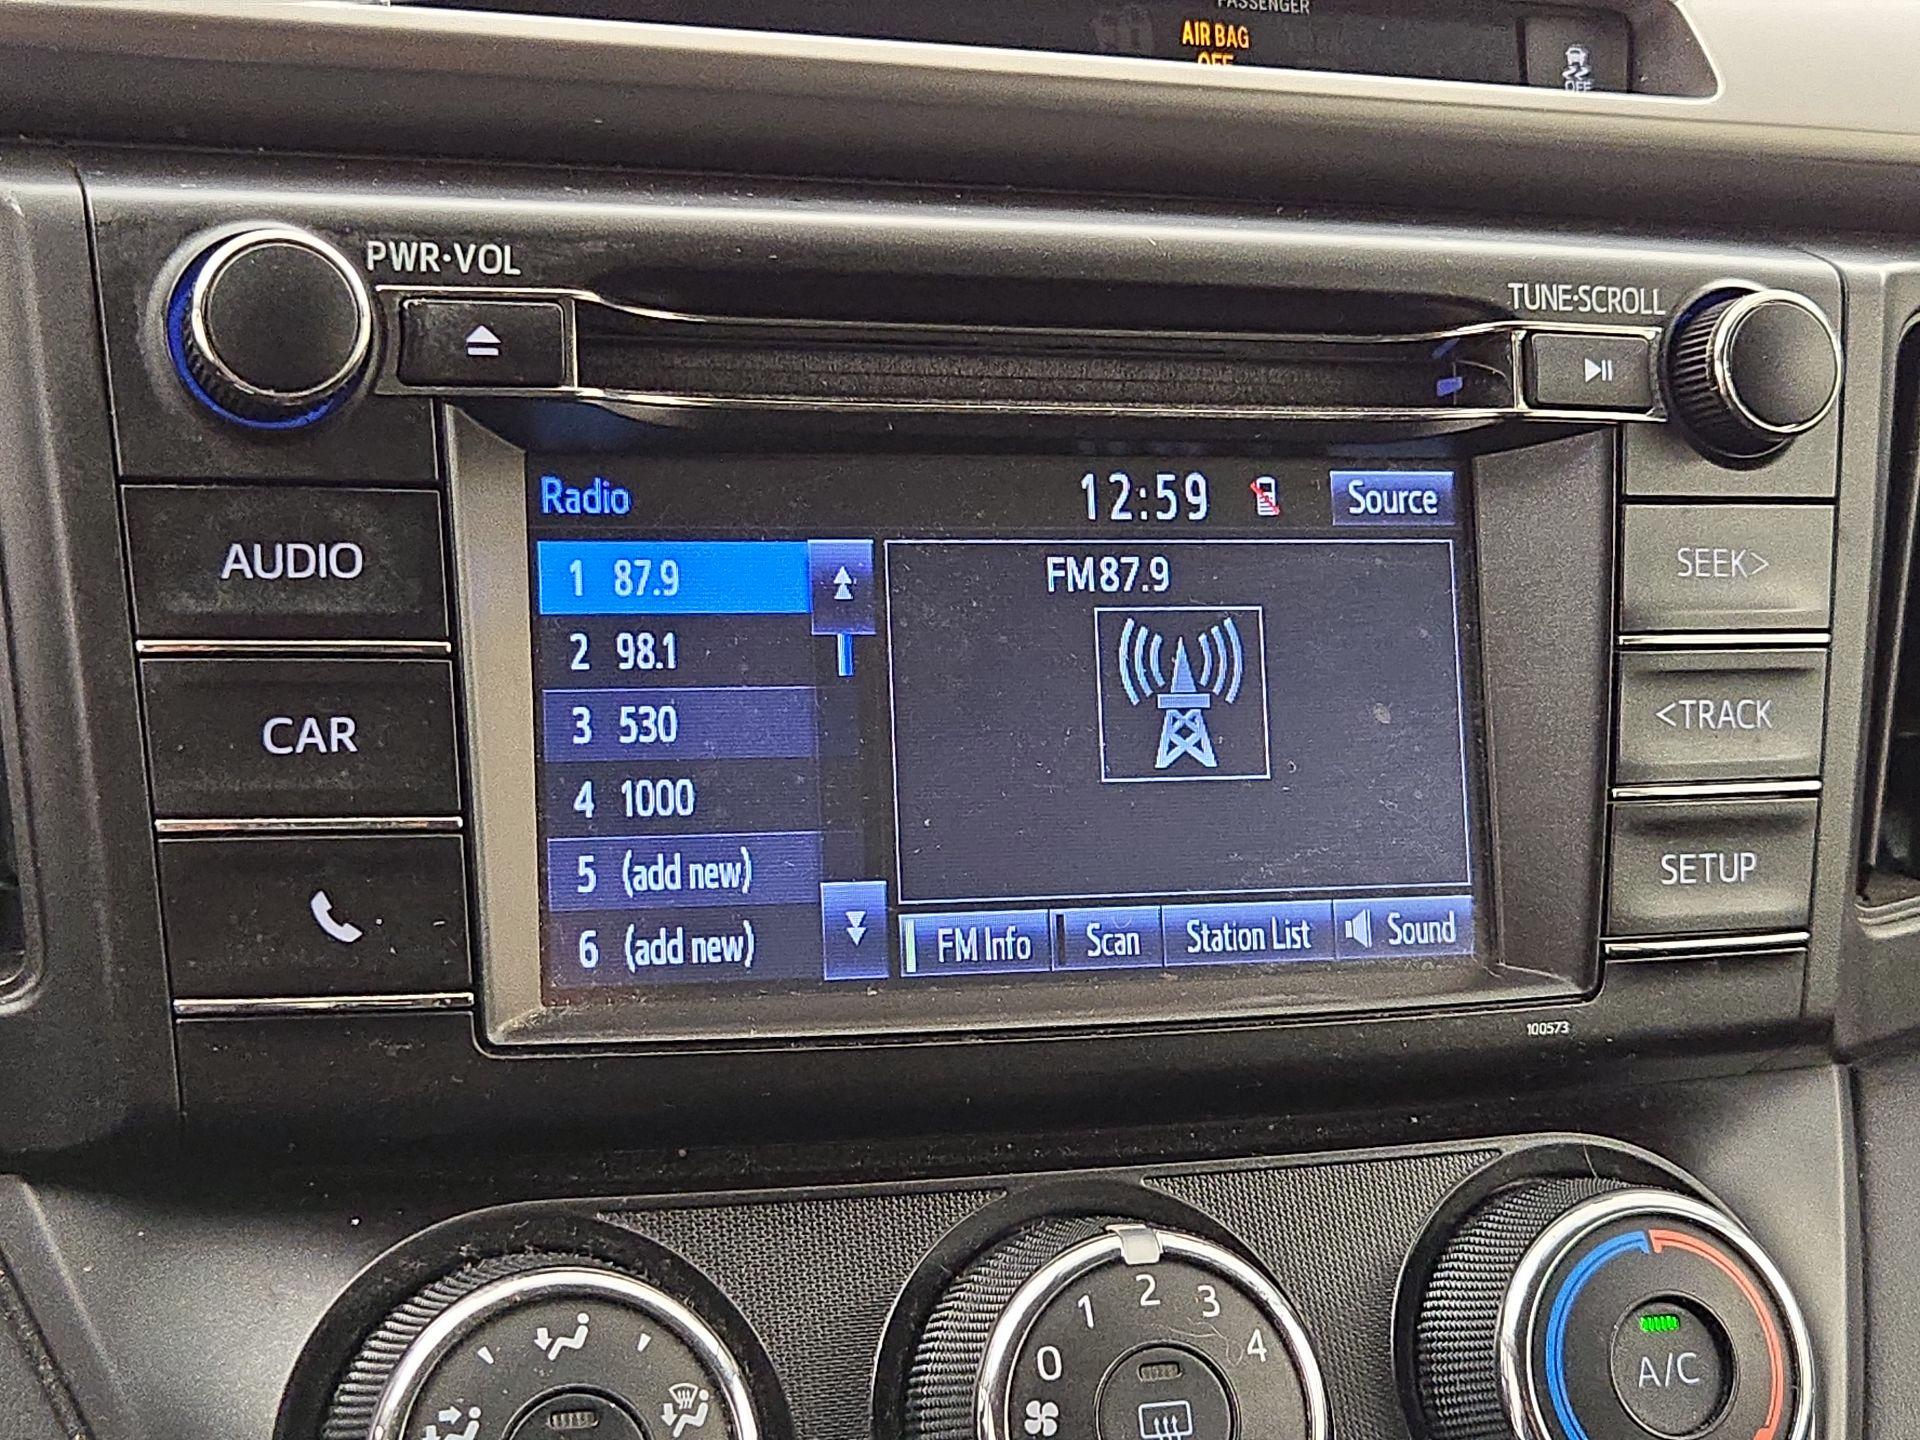 PASSENGER
AIR BAG
OFF
OFF
PWR·VOL
TUNE·SCROLL
Radio 12:59 Source
1 87.9
2 98.1
3 530
4 1000
5 (add new)
6 (add new)
FM87.9
FM Info Scan Station List Sound
AUDIO
CAR
SEEK>
<TRACK
SETUP
100573
0 1 2 3 4
A/C